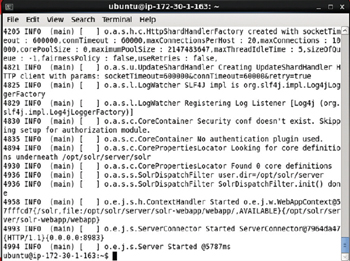 ubuntu@ip-172-30-1-163: ~
File Edit View Search Terminal Help
4205 INFO  (main) [   ] o.a.s.h.c.HttpShardHandlerFactory created with socketTim
eout : 600000,connTimeout : 60000,maxConnectionsPerHost : 20,maxConnections : 10
000,corePoolSize : 0,maximumPoolSize : 2147483647,maxThreadIdleTime : 5,sizeOfQu
eue : -1,fairnessPolicy : false,useRetries : false,
4825 INFO  (main) [   ] o.a.s.u.UpdateShardHandler Creating UpdateShardHandler H
TTP client with params: socketTimeout=600000&connTimeout=60000&retry=true
4825 INFO  (main) [   ] o.a.s.l.LogWatcher SLF4J impl is org.slf4j.impl.Log4jLog
gerFactory
4829 INFO  (main) [   ] o.a.s.l.LogWatcher Registering Log Listener [Log4j (org.
slf4j.impl.Log4jLoggerFactory)]
4830 INFO  (main) [   ] o.a.s.c.CoreContainer Security conf doesn't exist. Skipp
ing setup for authorization module.
4835 INFO  (main) [   ] o.a.s.c.CoreContainer No authentication plugin used.
4894 INFO  (main) [   ] o.a.s.c.CorePropertiesLocator Looking for core definitio
ns underneath /opt/solr/server/solr
4930 INFO  (main) [   ] o.a.s.c.CorePropertiesLocator Found 0 core definitions
4936 INFO  (main) [   ] o.a.s.s.SolrDispatchFilter user.dir=/opt/solr/server
4936 INFO  (main) [   ] o.a.s.s.SolrDispatchFilter SolrDispatchFilter.init() don
e
4958 INFO  (main) [   ] o.e.j.s.h.ContextHandler Started o.e.j.w.WebAppContext@5
7fffcd7{/solr,file:/opt/solr/server/solr-webapp/webapp/,AVAILABLE}{/opt/solr/ser
ver/solr-webapp/webapp}
4993 INFO  (main) [   ] o.e.j.s.ServerConnector Started ServerConnector@7964da47
{HTTP/1.1}{0.0.0.0:8983}
4994 INFO  (main) [   ] o.e.j.s.Server Started @5787ms
ubuntu@ip-172-30-1-163:~$